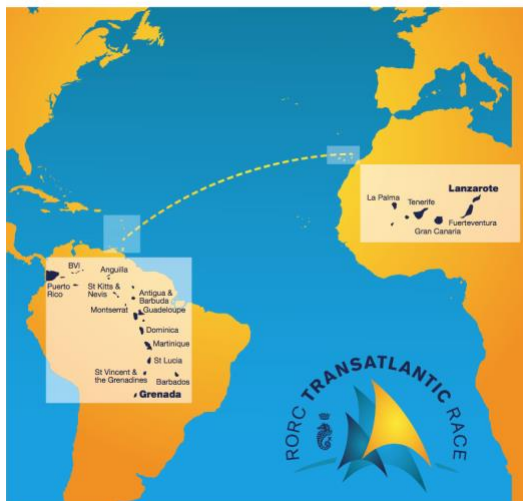 Lanzarote
La Palma
Tenerife
Fuerteventura
Gran Canaria
BVI
Anguilla
Puerto
Rico
St Kitts &
Nevis
Antigua &
Barbuda
Montserrat
Guadeloupe
Dominica
Martinique
St Lucia
St Vincent &
the Grenadines
Barbados
Grenada
RORC TRANSATLANTIC RACE